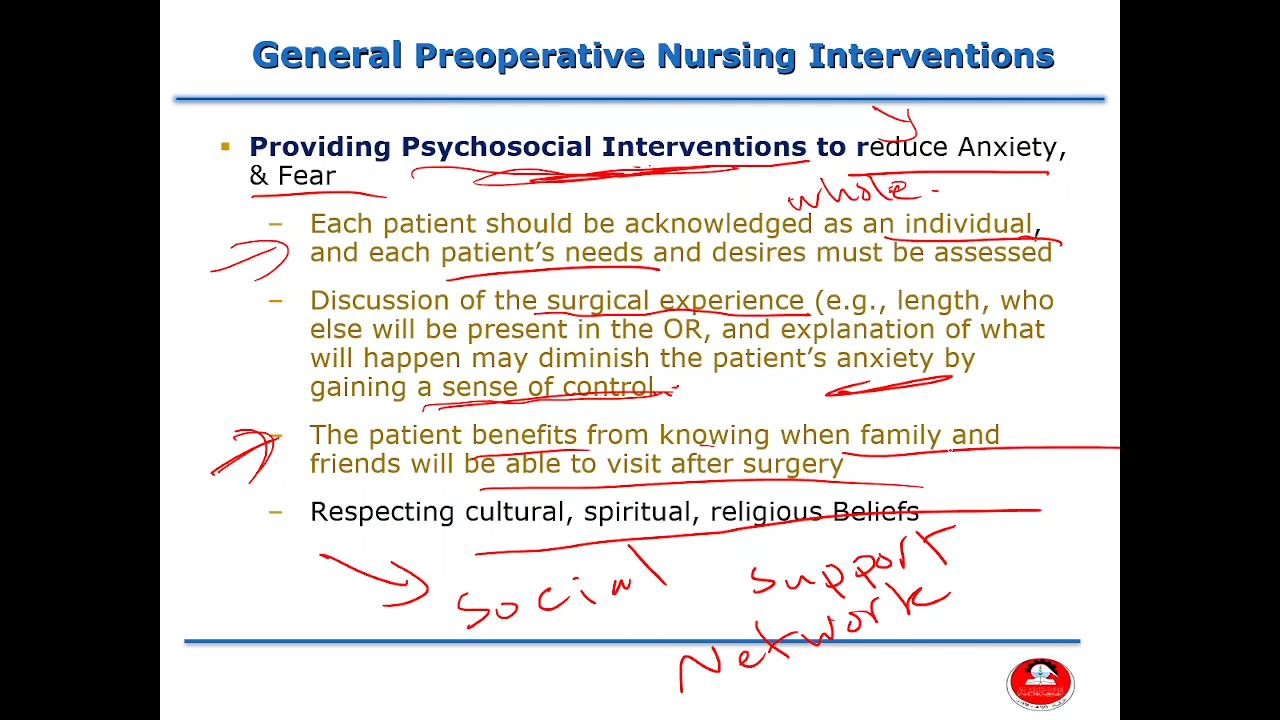 General Preoperative Nursing Interventions
▪ Providing Psychosocial Interventions to reduce Anxiety,
& Fear
whole.
– Each patient should be acknowledged as an individual,
and each patient's needs and desires must be assessed
– Discussion of the surgical experience (e.g., length, who
else will be present in the OR, and explanation of what
will happen may diminish the patient's anxiety by
gaining a sense of control
– The patient benefits from knowing when family and
friends will be able to visit after surgery
– Respecting cultural, spiritual, religious Beliefs
Social Support
Network